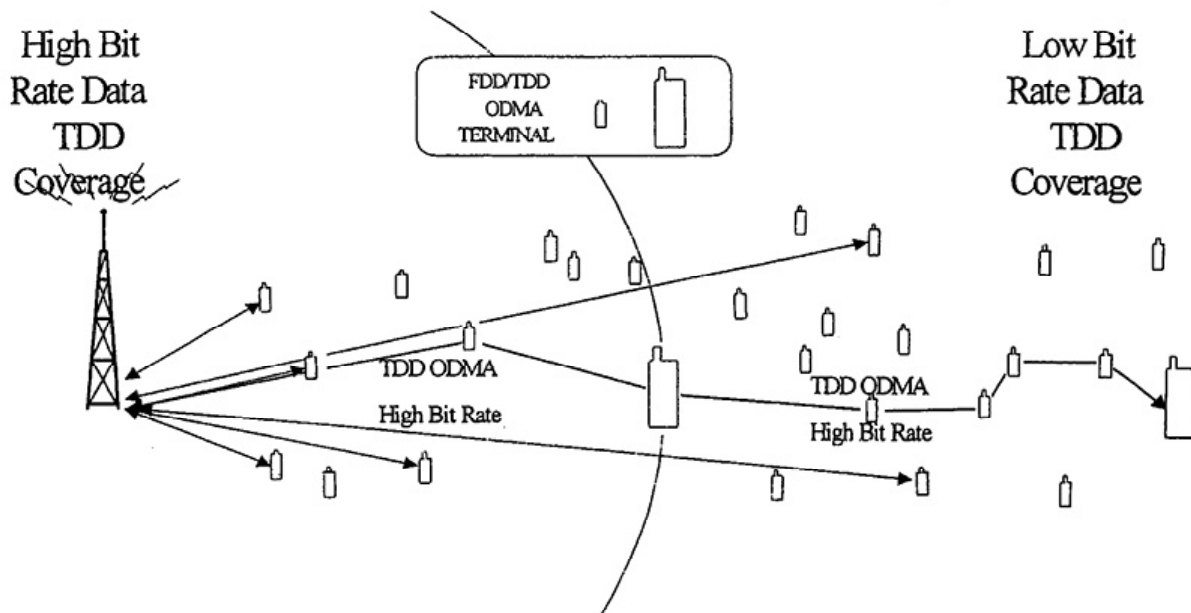 High Bit
Rate Data
TDD
Coverage
FDD/TDD
ODMA
TERMINAL
Low Bit
Rate Data
TDD
Coverage
TDD ODMA
High Bit Rate
TDD ODMA
High Bit Rate